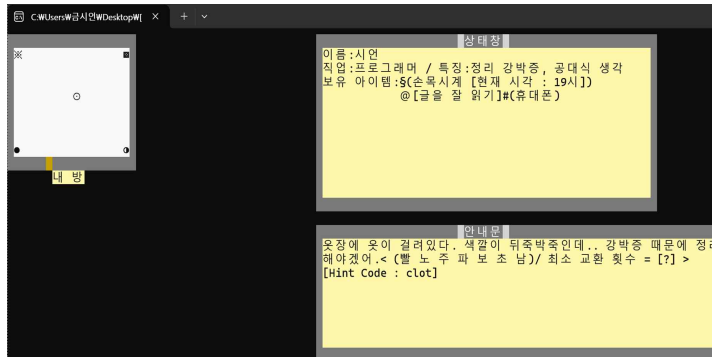 C:₩Users₩금시언₩Desktop₩[
상태창
이름:시언
직업:프로그래머 / 특징:정리 강박증, 공대식 생각
보유 아이템:§(손목시계 [현재 시각 : 19시])
@[글을 잘 읽기]#(휴대폰)
내 방
안내문
옷장에 옷이 걸려있다. 색깔이 뒤죽박죽인데.. 강박증 때문에 정리
해야겠어.< (빨 노 주 파 보 초 남)/ 최소 교환 횟수 = [?] >
[Hint Code : clot]